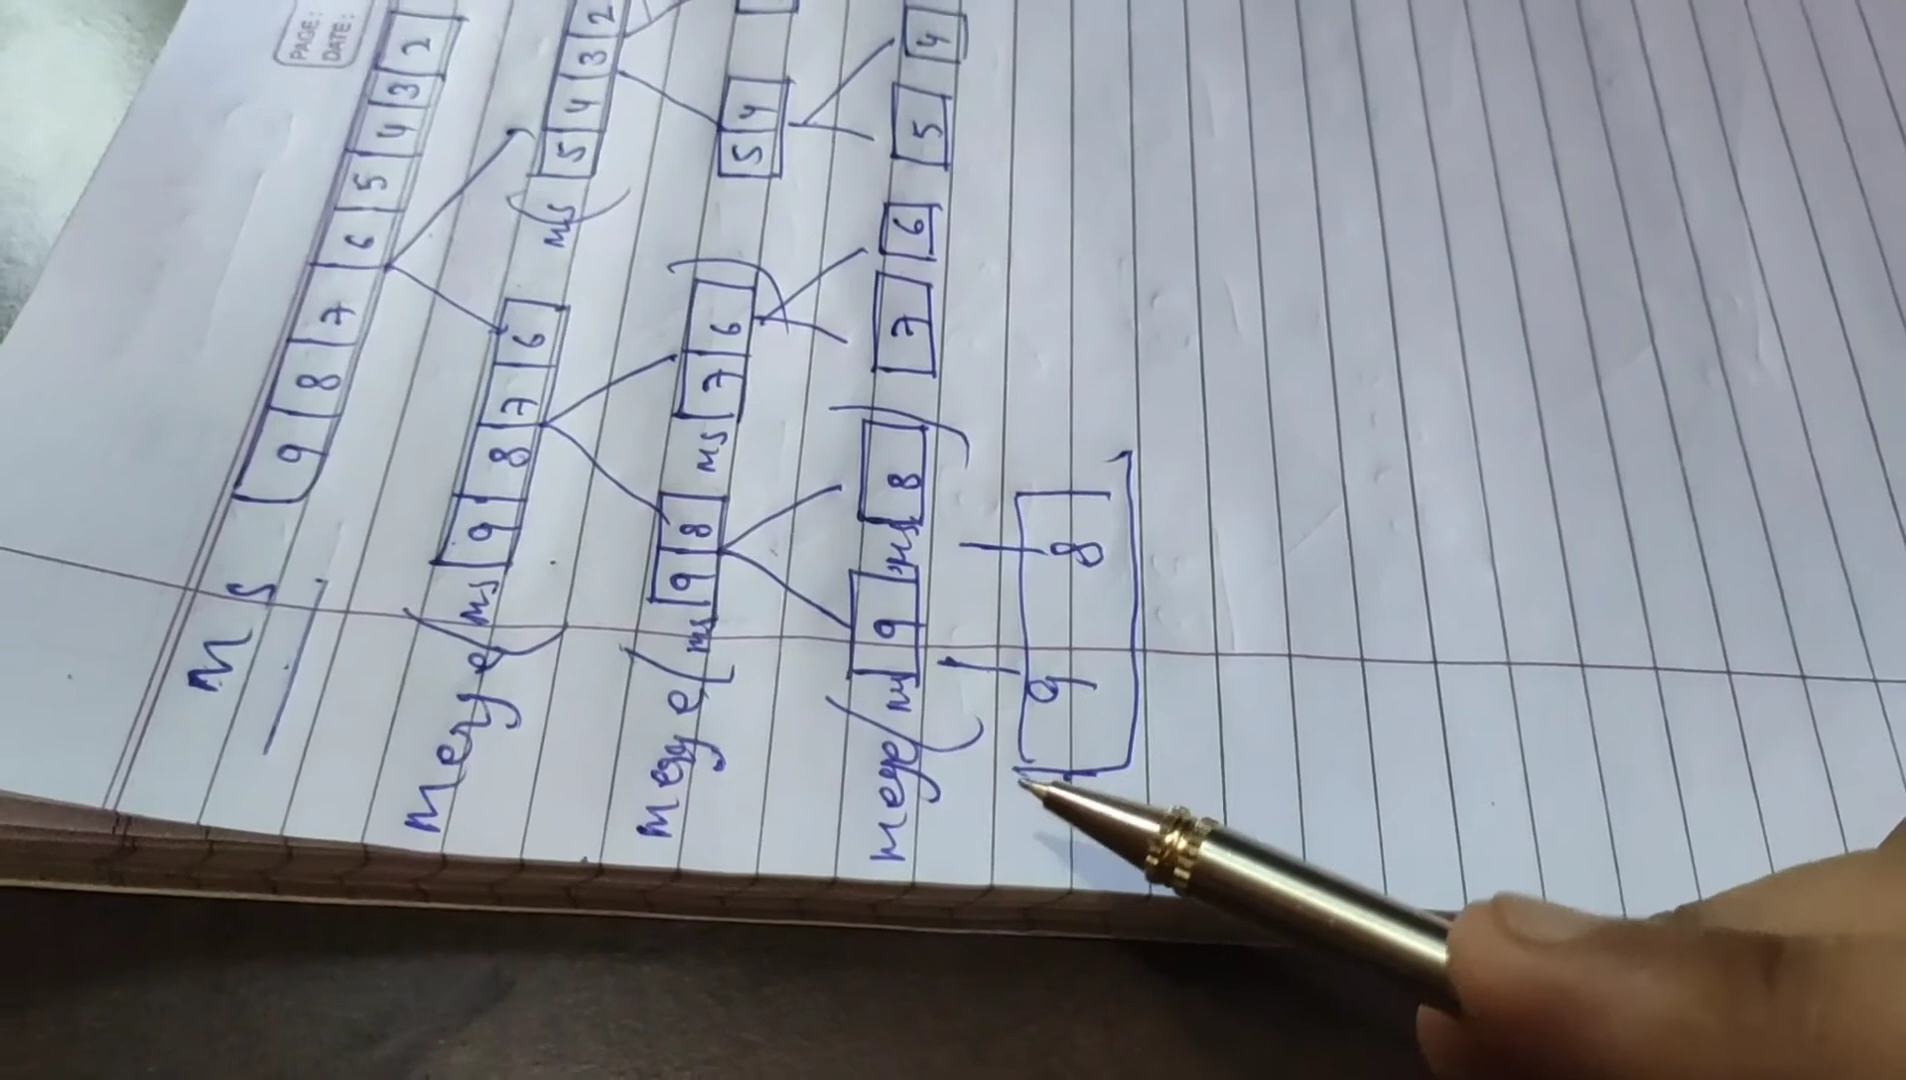 PAGE:
DATE:
M S
9 8 7 6 5 4 3 2
Merge(ms 9 8 7 6 ms 5 4 3 2
Merge(ms 9 8 ms 7 6) 5 4
Mege(ms 9 ms 8) 7 6 5 4
9 8